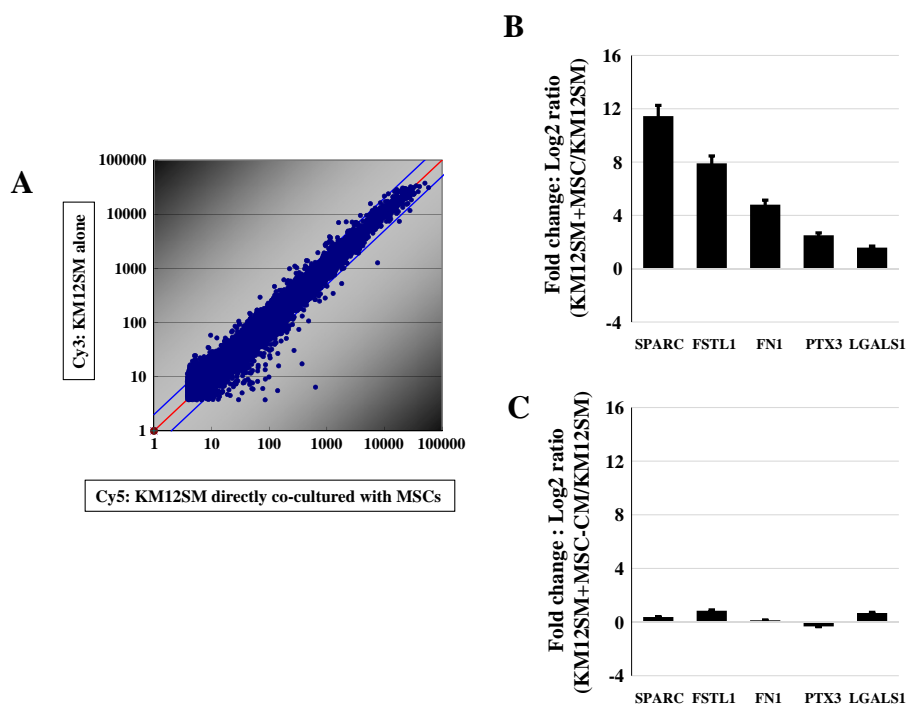 A
Cy3: KM12SM alone
100000
10000
1000
100
10
1
1 10 100 1000 10000 100000
Cy5: KM12SM directly co-cultured with MSCs
B
Fold change: Log2 ratio
(KM12SM+MSC/KM12SM)
16
12
8
4
0
-4
SPARC FSTL1 FN1 PTX3 LGALS1
C
Fold change : Log2 ratio
(KM12SM+MSC-CM/KM12SM)
16
12
8
4
0
-4
SPARC FSTL1 FN1 PTX3 LGALS1